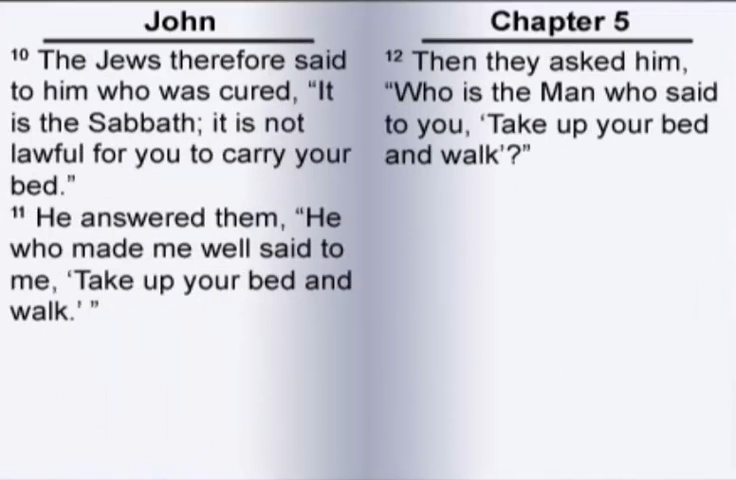 John
¹⁰ The Jews therefore said
to him who was cured, “It
is the Sabbath; it is not
lawful for you to carry your
bed.”
¹¹ He answered them, “He
who made me well said to
me, ‘Take up your bed and
walk.’ ”
Chapter 5
¹² Then they asked him,
“Who is the Man who said
to you, ‘Take up your bed
and walk’?”